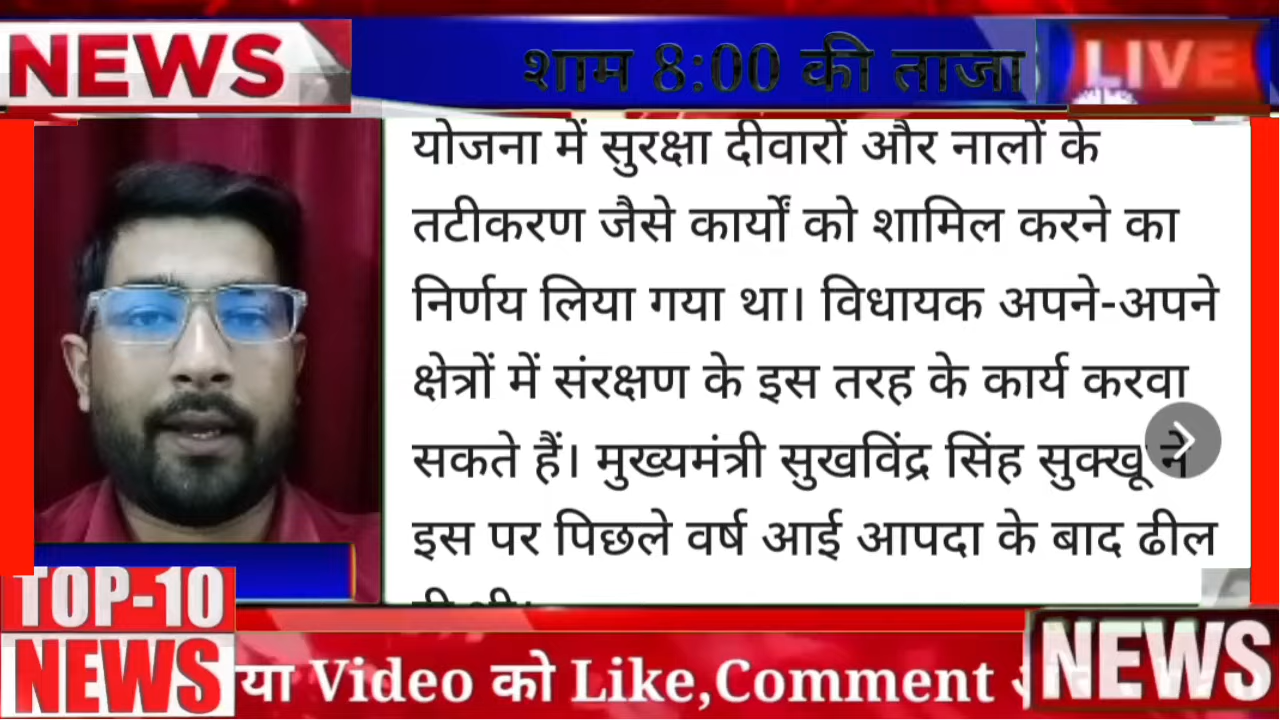 NEWS
शाम 8:00 की ताजा
LIVE
योजना में सुरक्षा दीवारों और नालों के
तटीकरण जैसे कार्यों को शामिल करने का
निर्णय लिया गया था। विधायक अपने-अपने
क्षेत्रों में संरक्षण के इस तरह के कार्य करवा
सकते हैं। मुख्यमंत्री सुखविंद्र सिंह सुक्खू ने
इस पर पिछले वर्ष आई आपदा के बाद ढील
TOP-10
NEWS
या Video को Like,Comment
NEWS